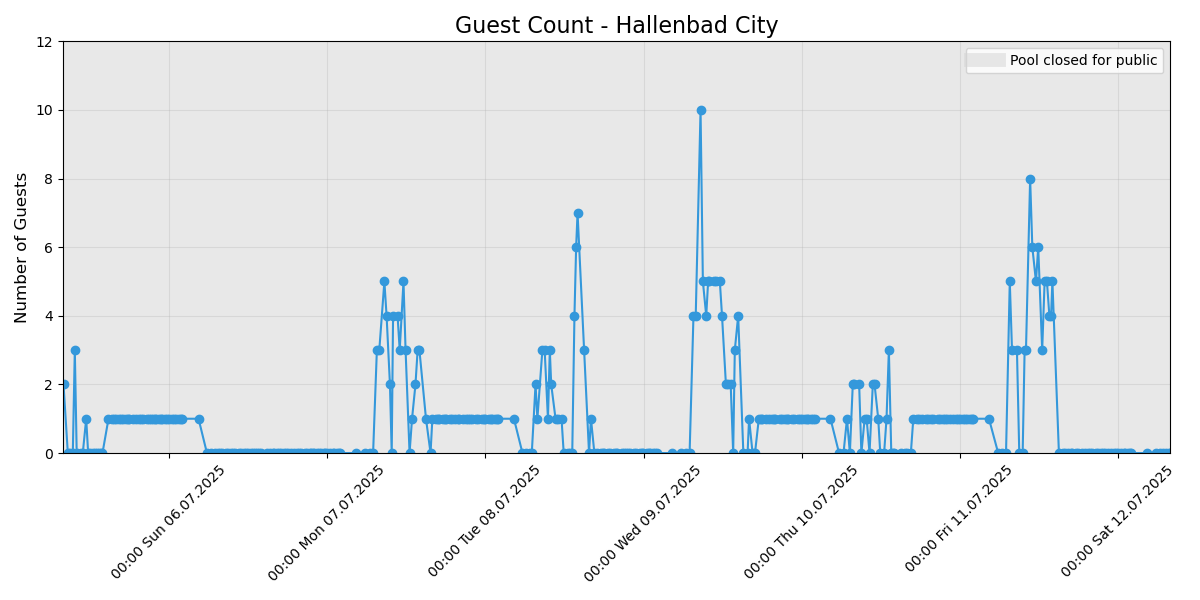 Guest Count - Hallenbad City
Pool closed for public
Number of Guests
12
10
8
6
4
2
0
00:00 Sun 06.07.2025
00:00 Mon 07.07.2025
00:00 Tue 08.07.2025
00:00 Wed 09.07.2025
00:00 Thu 10.07.2025
00:00 Fri 11.07.2025
00:00 Sat 12.07.2025